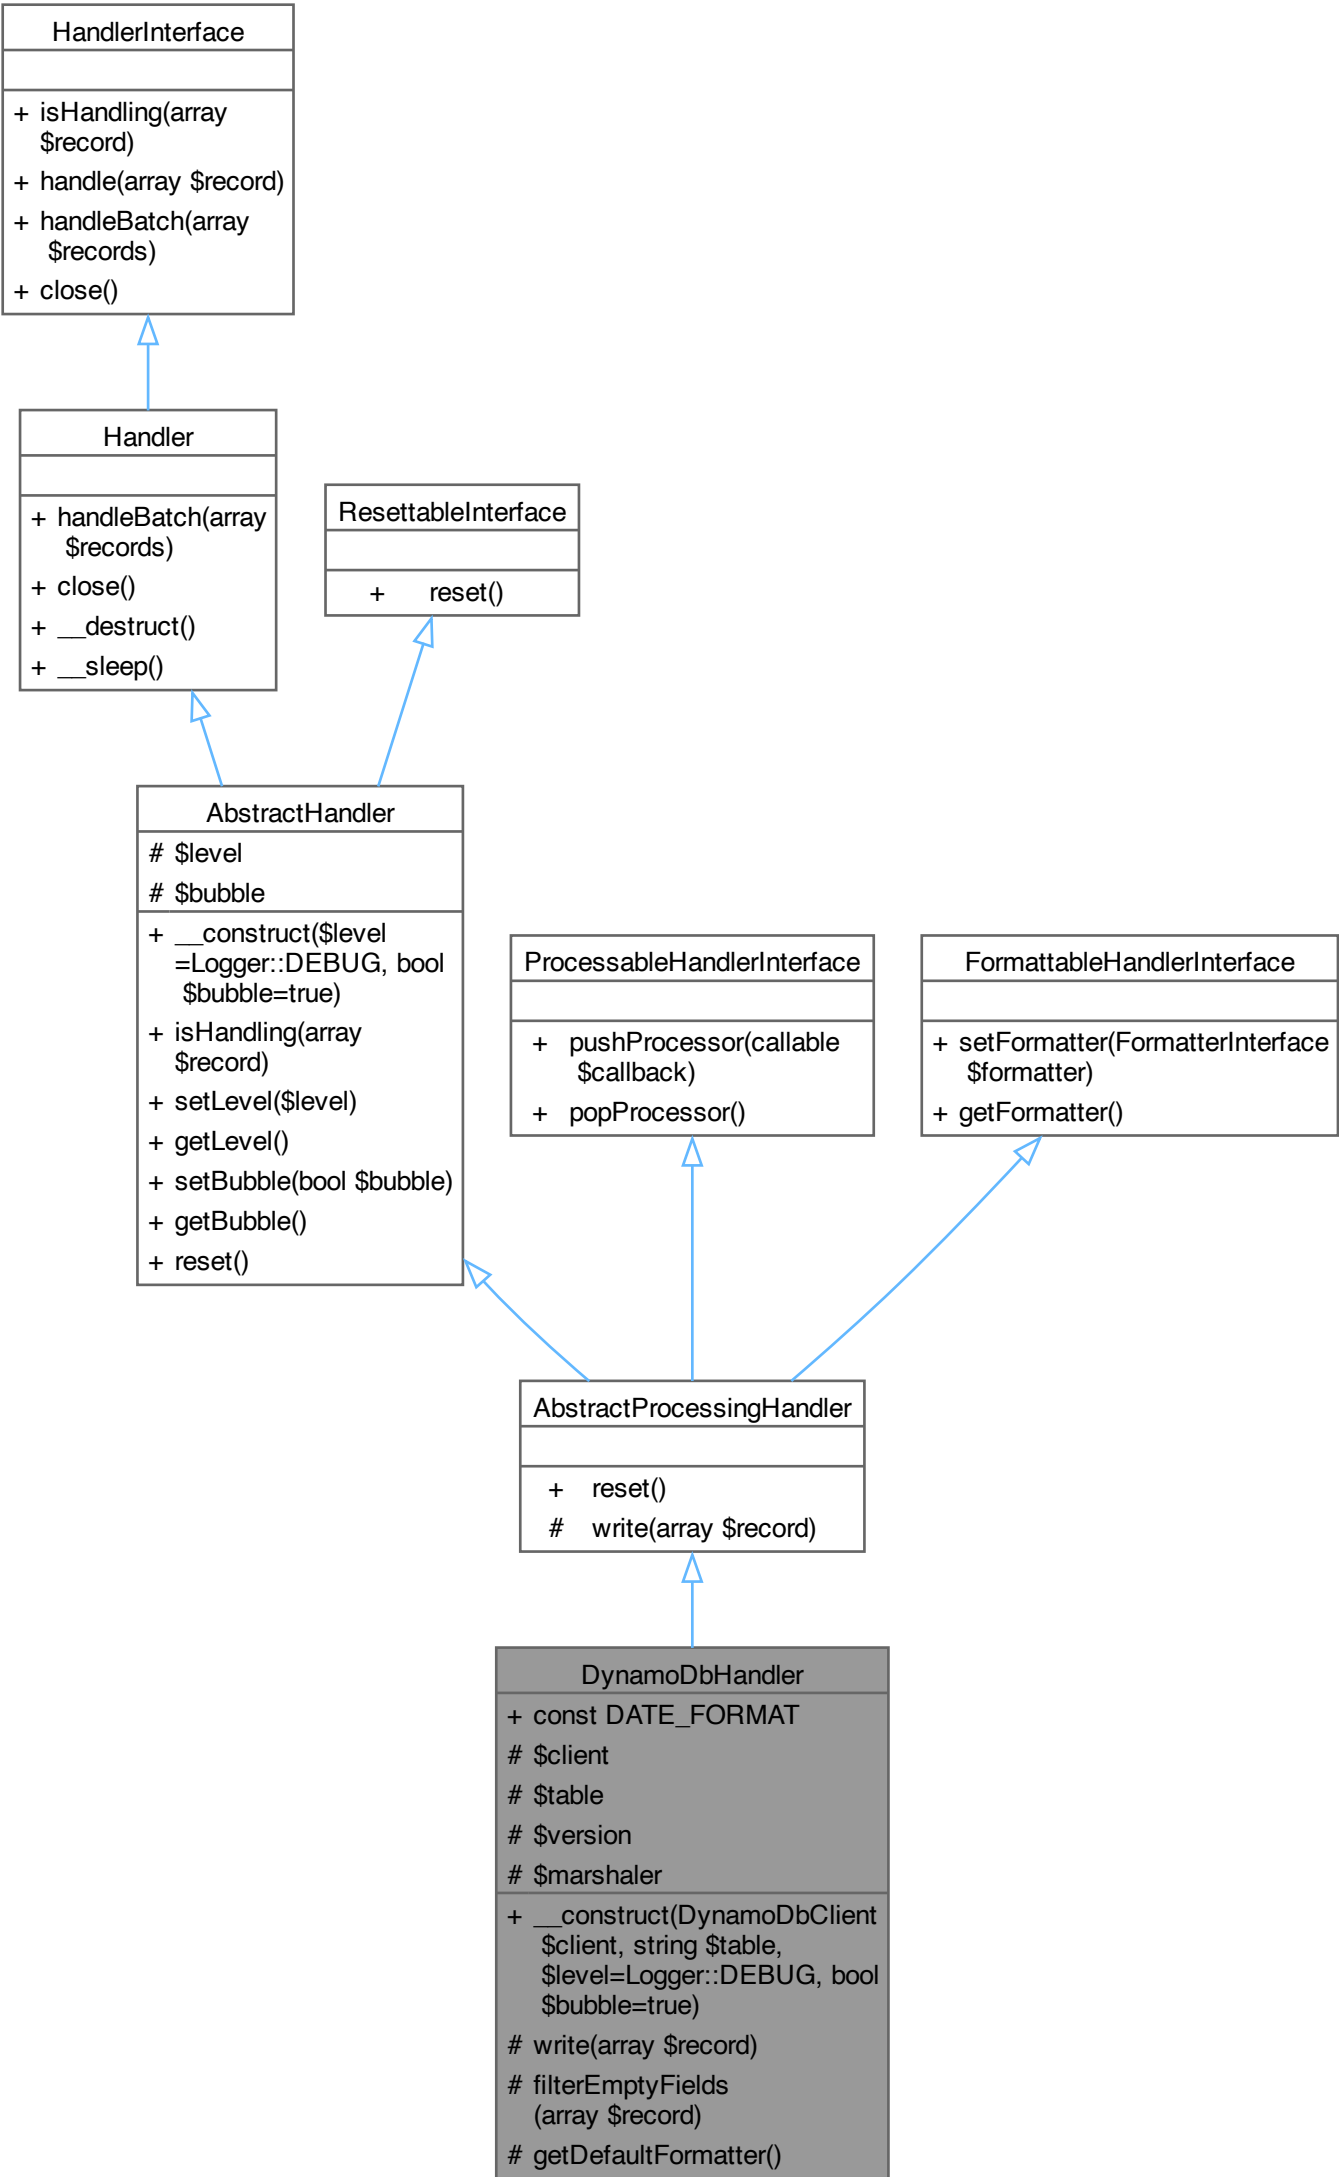 HandlerInterface
+ isHandling(array
$record)
+ handle(array $record)
+ handleBatch(array
$records)
+ close()
Handler
+ handleBatch(array
$records)
+ close()
+ __destruct()
+ __sleep()
ResettableInterface
+ reset()
AbstractHandler
# $level
# $bubble
+ __construct($level
=Logger::DEBUG, bool
$bubble=true)
+ isHandling(array
$record)
+ setLevel($level)
+ getLevel()
+ setBubble(bool $bubble)
+ getBubble()
+ reset()
ProcessableHandlerInterface
+ pushProcessor(callable
$callback)
+ popProcessor()
FormattableHandlerInterface
+ setFormatter(FormatterInterface
$formatter)
+ getFormatter()
AbstractProcessingHandler
+ reset()
# write(array $record)
DynamoDbHandler
+ const DATE_FORMAT
# $client
# $table
# $version
# $marshaler
+ __construct(DynamoDbClient
$client, string $table,
$level=Logger::DEBUG, bool
$bubble=true)
# write(array $record)
# filterEmptyFields
(array $record)
# getDefaultFormatter()